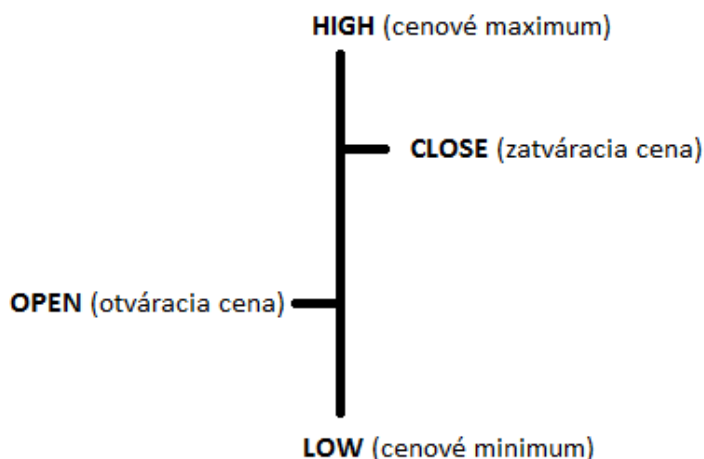 HIGH (cenové maximum)
CLOSE (zatváracia cena)
OPEN (otváracia cena)
LOW (cenové minimum)